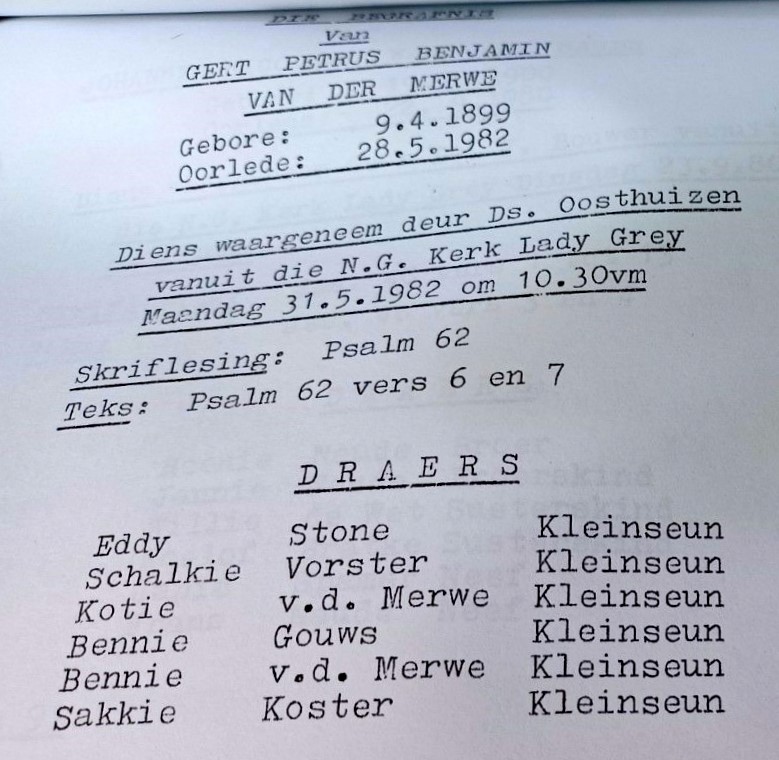 DIE BEGRAFNIS
Van
GERT PETRUS BENJAMIN
VAN DER MERWE
Gebore: 9.4.1899
Oorlede: 28.5.1982
Diens waargeneem deur Ds. Oosthuizen
vanuit die N.G. Kerk Lady Grey
Maandag 31.5.1982 om 10.30vm
Skriflesing: Psalm 62
Teks: Psalm 62 vers 6 en 7
D R A E R S
Eddy Stone Kleinseun
Schalkie Vorster Kleinseun
Kotie v.d. Merwe Kleinseun
Bennie Gouws Kleinseun
Bennie v.d. Merwe Kleinseun
Sakkie Koster Kleinseun